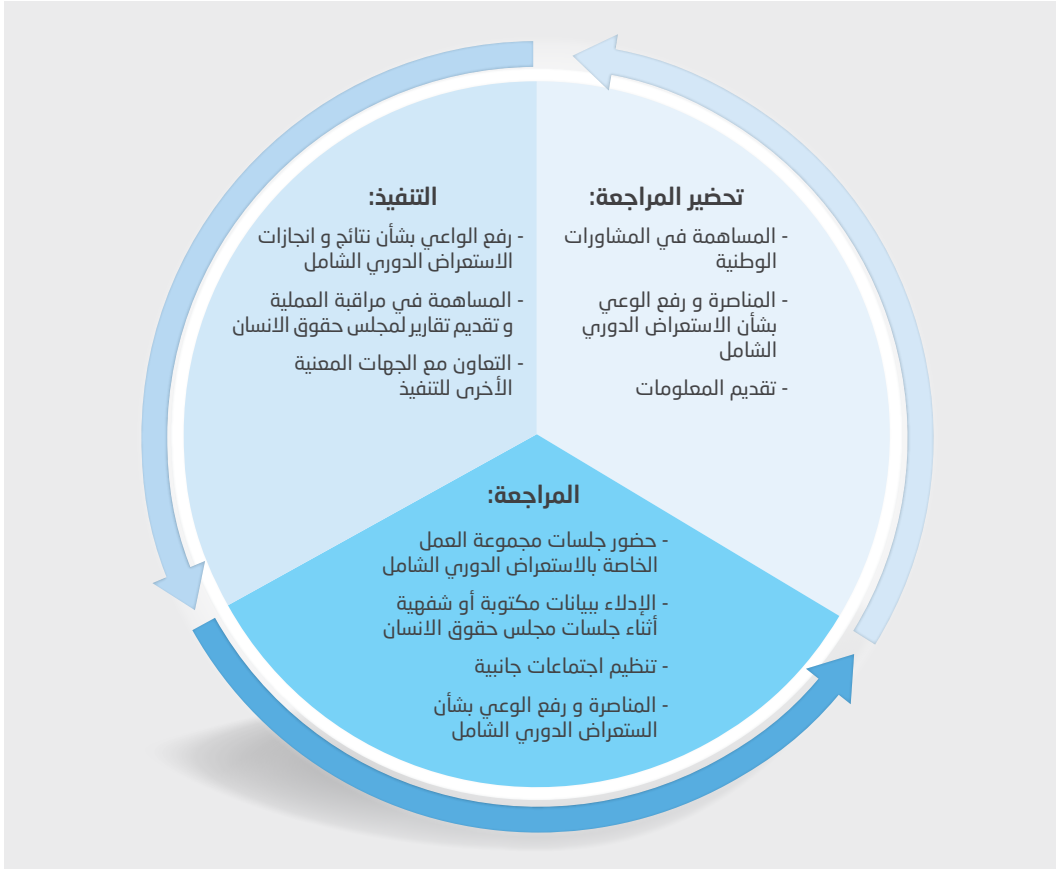 تحضير المراجعة:
- المساهمة في المشاورات
الوطنية
- المناصرة و رفع الوعي
بشأن الاستعراض الدوري
الشامل
- تقديم المعلومات
التنفيذ:
- رفع الواعي بشأن نتائج و انجازات
الاستعراض الدوري الشامل
- المساهمة في مراقبة العملية
و تقديم تقارير لمجلس حقوق الانسان
- التعاون مع الجهات المعنية
الأخرى للتنفيذ
المراجعة:
- حضور جلسات مجموعة العمل
الخاصة بالاستعراض الدوري الشامل
- الإدلاء ببيانات مكتوبة أو شفهية
أثناء جلسات مجلس حقوق الانسان
- تنظيم اجتماعات جانبية
- المناصرة و رفع الوعي بشأن
الستعراض الدوري الشامل